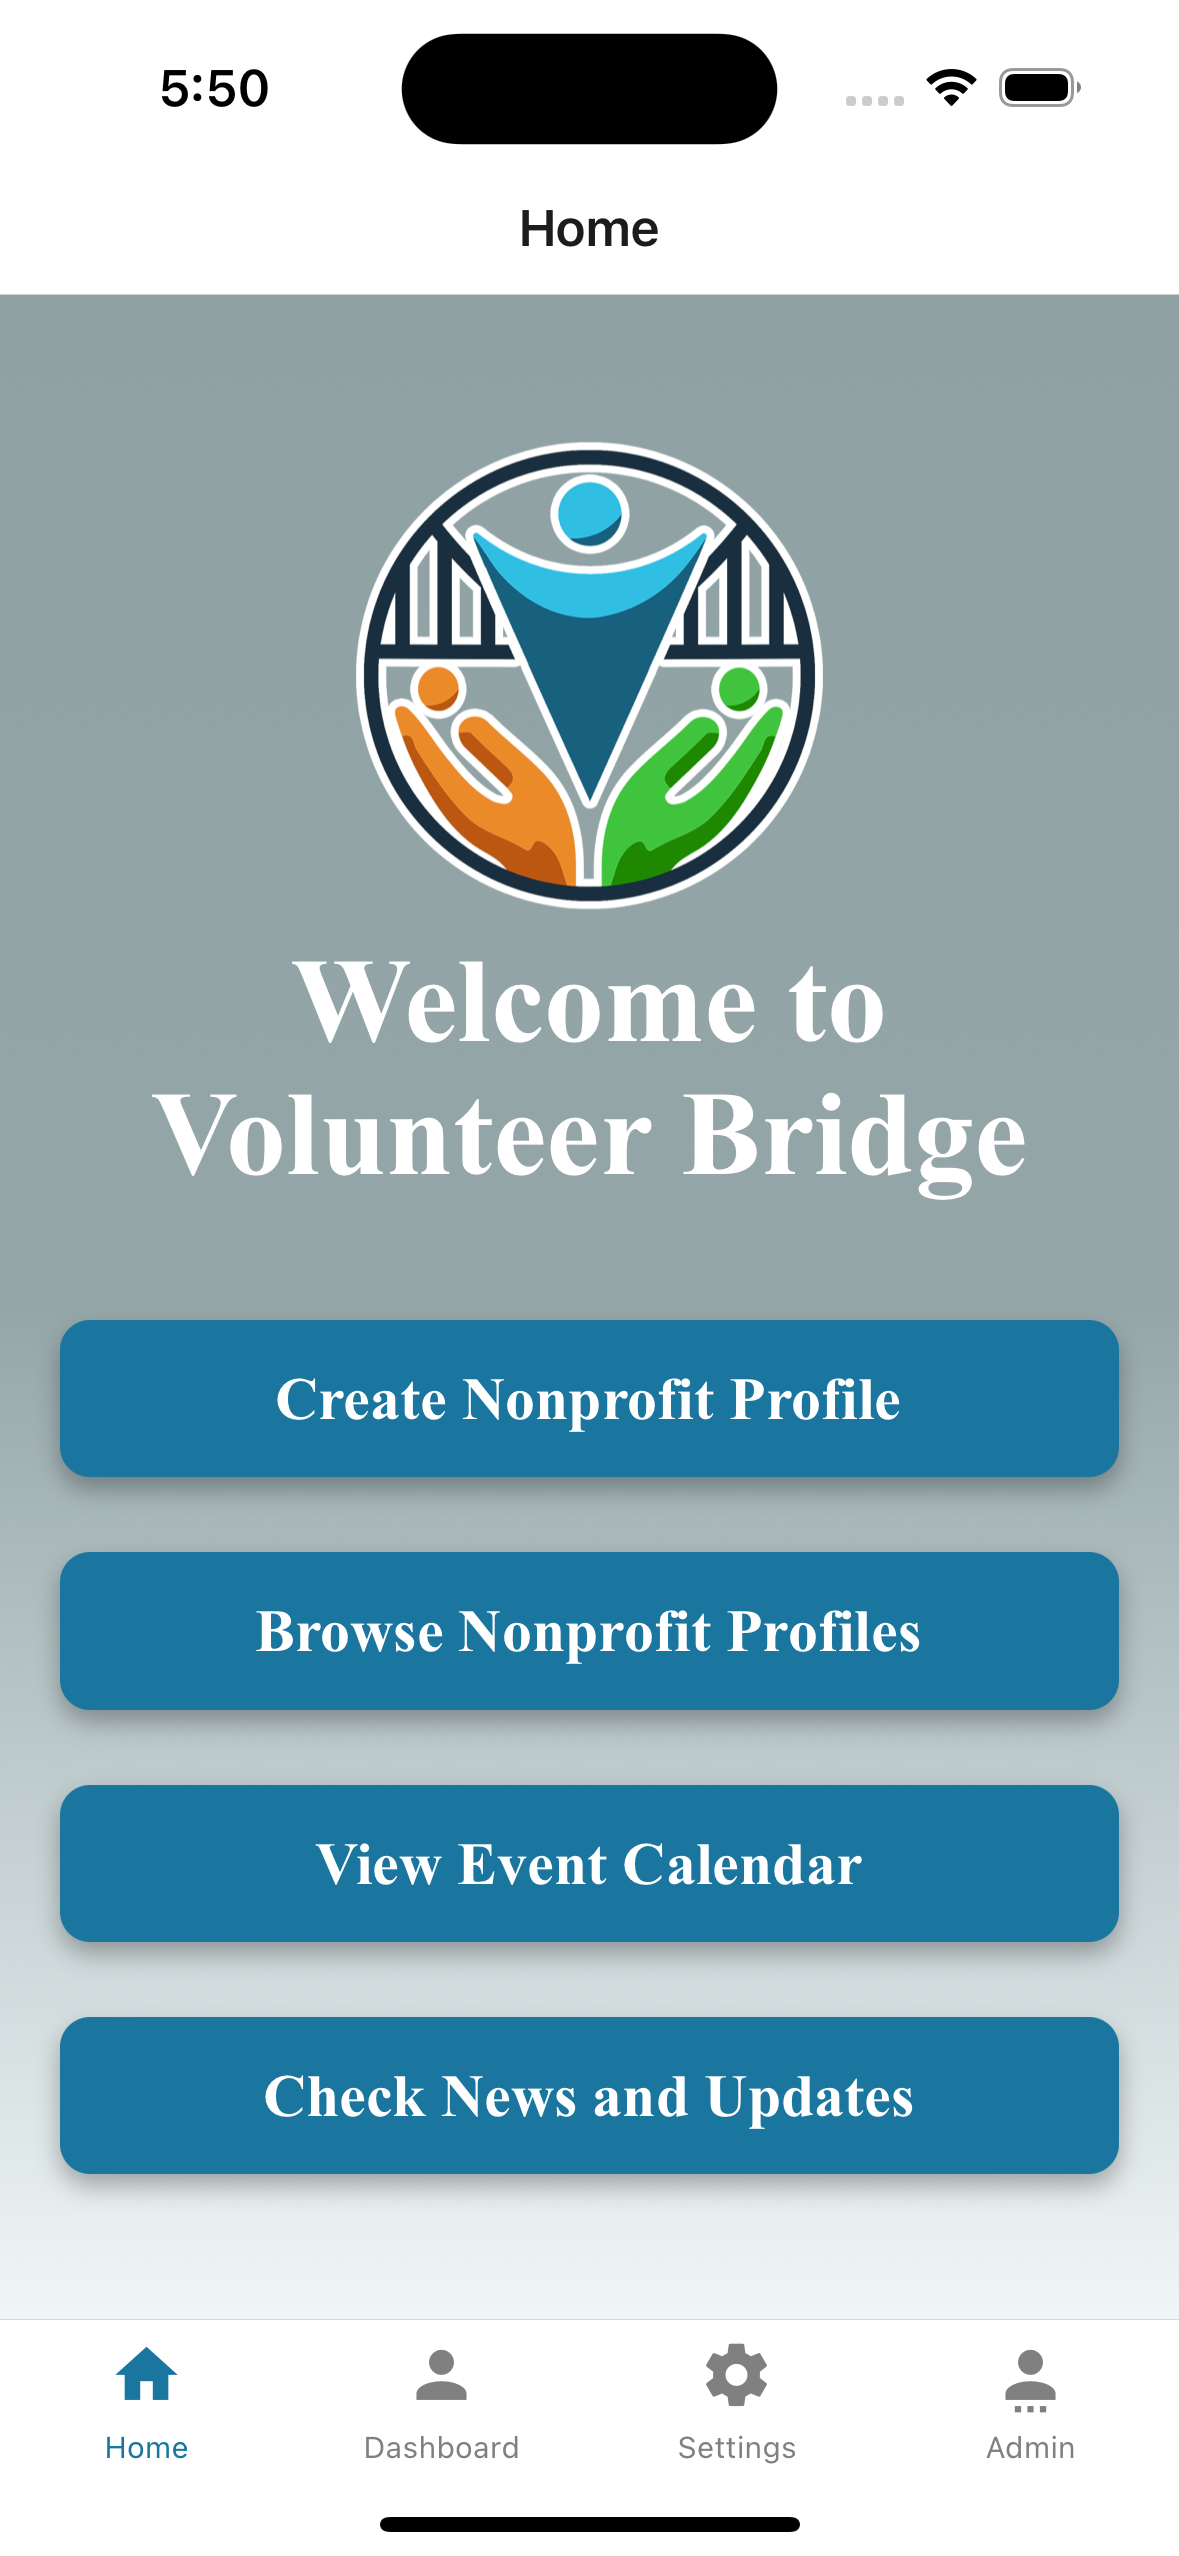 5:50
Home
Welcome to
Volunteer Bridge
Create Nonprofit Profile
Browse Nonprofit Profiles
View Event Calendar
Check News and Updates
Home
Dashboard
Settings
Admin